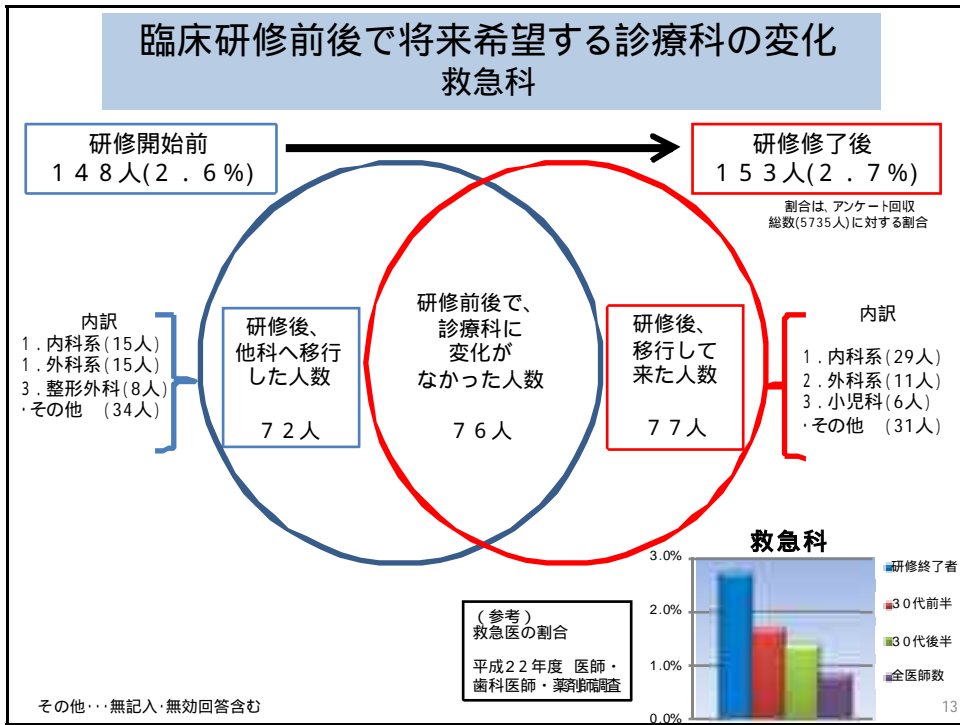 臨床研修前後で将来希望する診療科の変化
救急科
研修開始前
148人(2.6%)
研修修了後
153人(2.7%)
割合は、アンケート回収
総数(5735人)に対する割合
内訳
1.内科系(15人)
1.外科系(15人)
3.整形外科(8人)
・その他 (34人)
研修後、
他科へ移行
した人数
72人
研修前後で、
診療科に
変化が
なかった人数
76人
研修後、
移行して
来た人数
77人
内訳
1.内科系(29人)
2.外科系(11人)
3.小児科(6人)
・その他 (31人)
(参考)
救急医の割合
平成22年度 医師・
歯科医師・薬剤師調査
救急科
3.0%
2.0%
1.0%
0.0%
研修終了者
30代前半
30代後半
全医師数
その他・・・無記入・無効回答含む
13